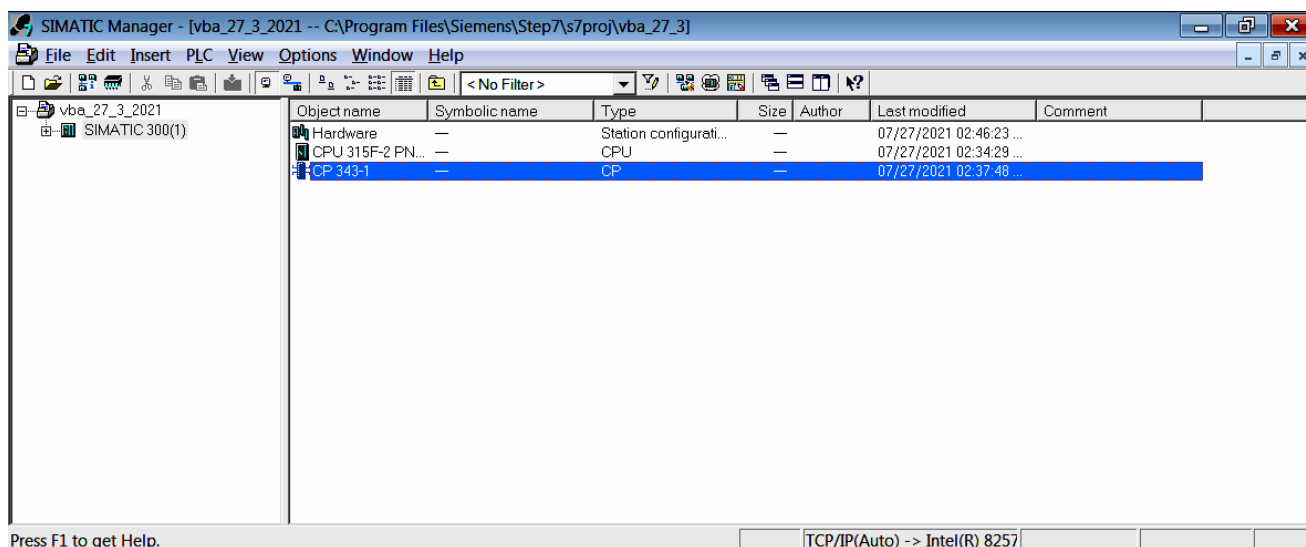 SIMATIC Manager - [vba_27_3_2021 -- C:\Program Files\Siemens\Step7\s7proj\vba_27_3]
File Edit Insert PLC View Options Window Help
< No Filter >
vba_27_3_2021
SIMATIC 300(1)
Object name Symbolic name Type Size Author Last modified Comment
Hardware — Station configurati... — 07/27/2021 02:46:23 ...
CPU 315F-2 PN... — CPU — 07/27/2021 02:34:29 ...
CP 343-1 — CP — 07/27/2021 02:37:48 ...
Press F1 to get Help. TCP/IP(Auto) -> Intel(R) 8257